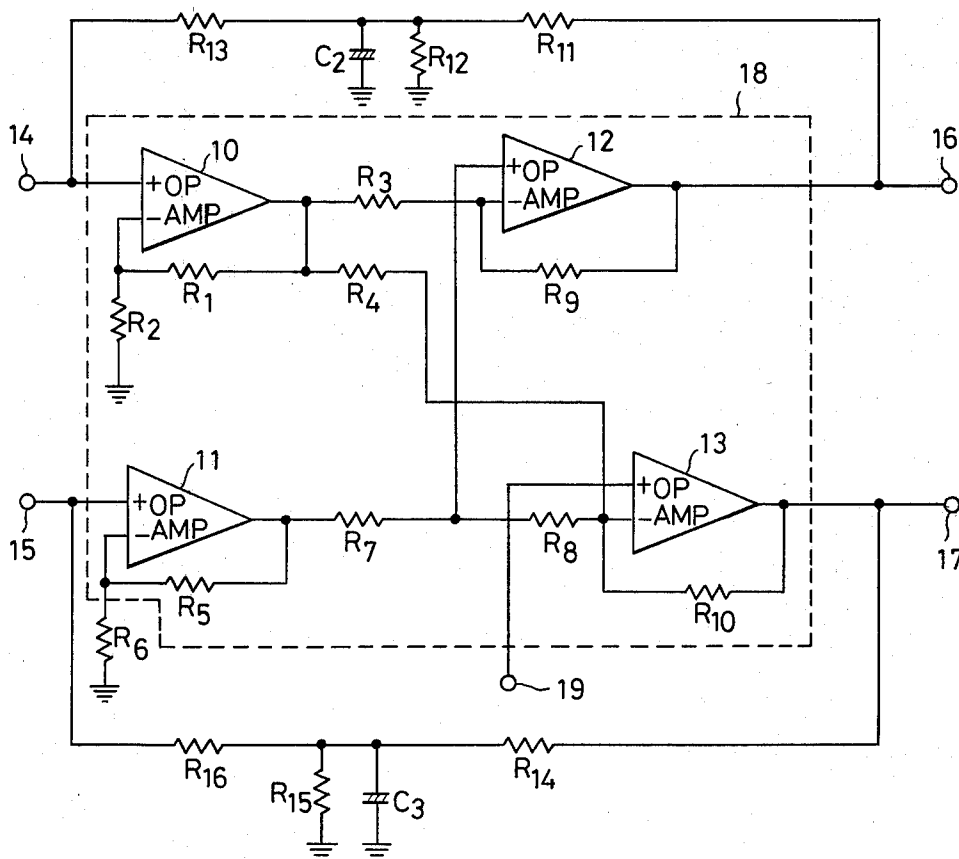 R13 C2 R12 R11
18
14 10 12 16
+OP
-AMP
R3
+OP
-AMP
R1 R4 R9
R2
11 13
15 +OP
-AMP
+OP
-AMP
17
R7 R8
R5 R10
R6
19
R16 R14
R15 C3